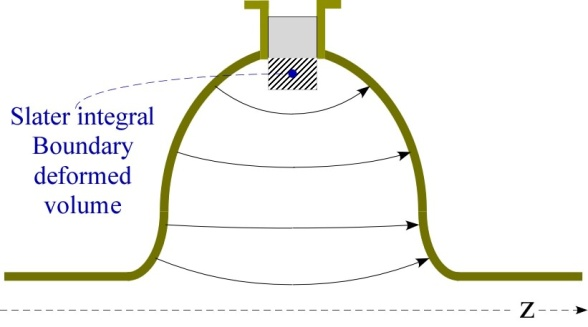 Slater integral
Boundary
deformed
volume
z